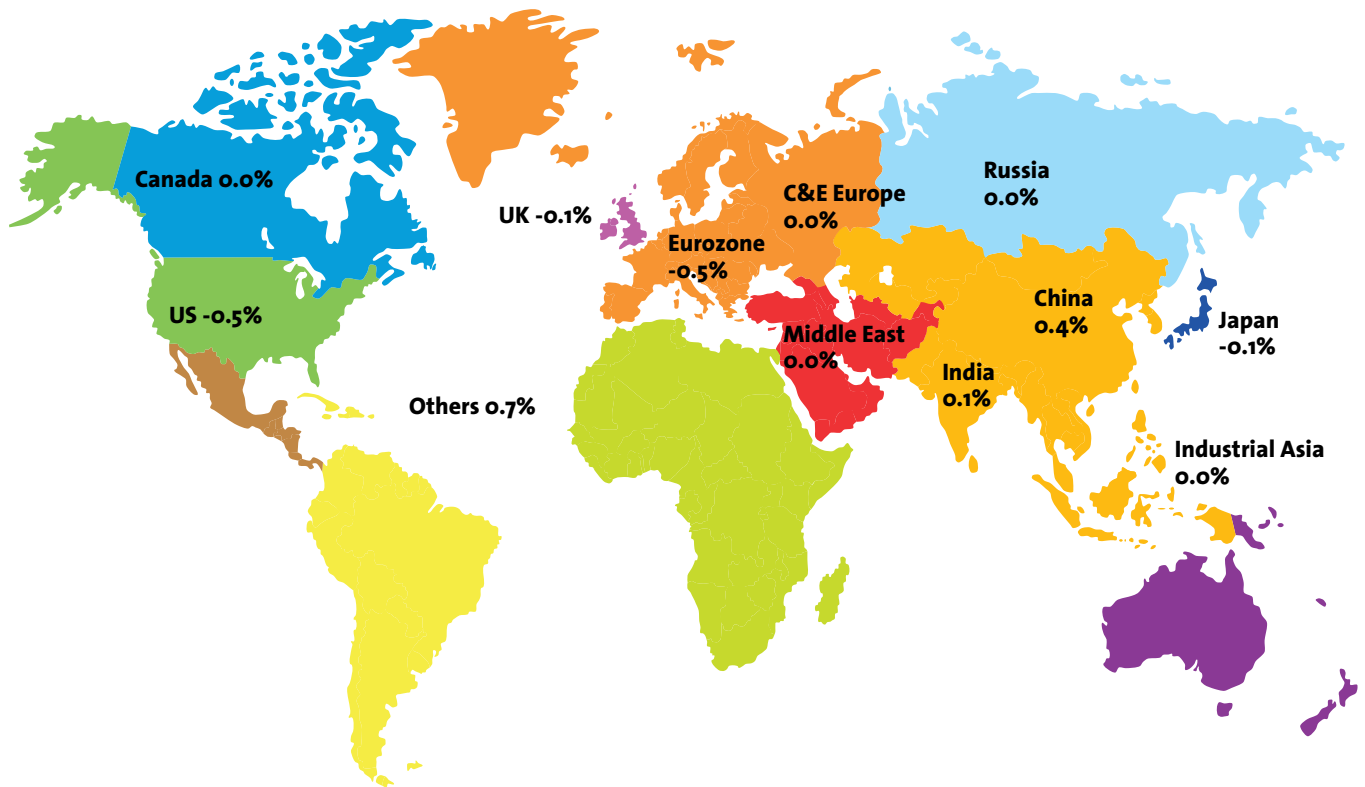 Canada 0.0%
Russia
0.0%
C&E Europe
0.0%
UK -0.1%
Eurozone
-0.5%
US -0.5%
China
0.4%
Japan
-0.1%
Middle East
0.0%
India
0.1%
Others 0.7%
Industrial Asia
0.0%